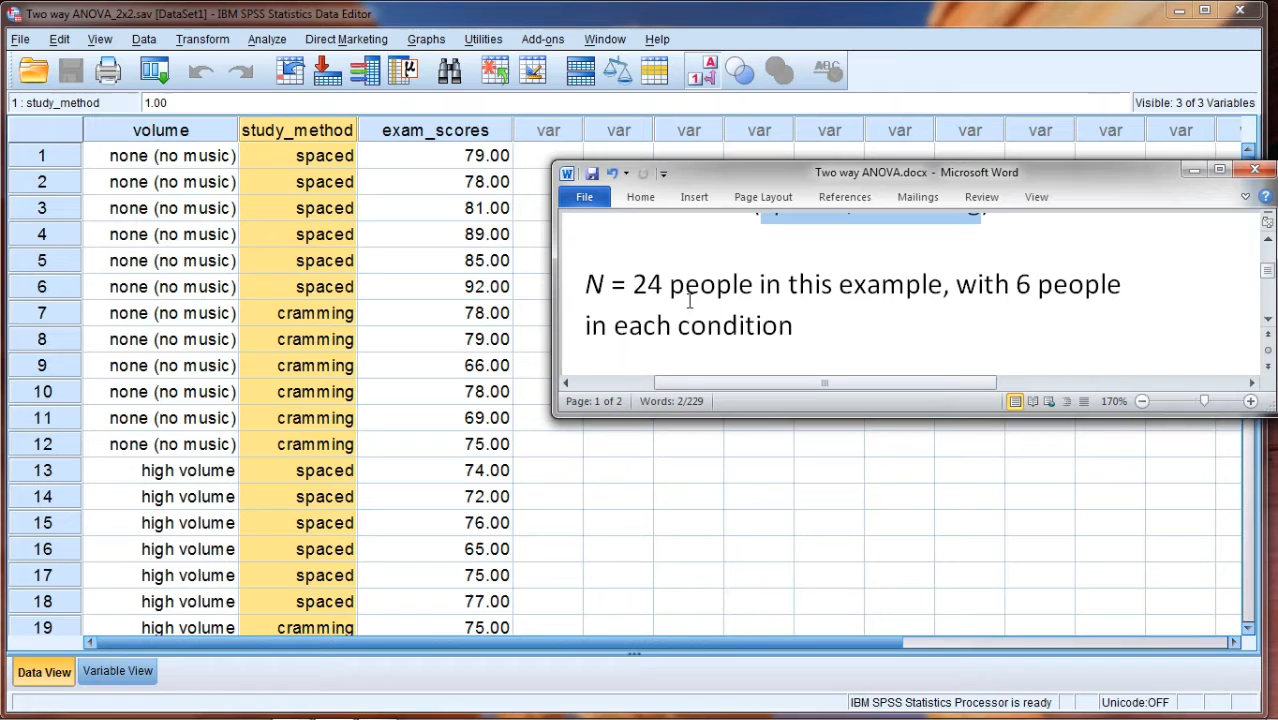 Two way ANOVA_2x2.sav [DataSet1] - IBM SPSS Statistics Data Editor
File Edit View Data Transform Analyze Direct Marketing Graphs Utilities Add-ons Window Help
1 : study_method 1.00 Visible: 3 of 3 Variables
volume study_method exam_scores var var var var var var var var var var
1 none (no music) spaced 79.00
2 none (no music) spaced 78.00
3 none (no music) spaced 81.00
4 none (no music) spaced 89.00
5 none (no music) spaced 85.00
6 none (no music) spaced 92.00
7 none (no music) cramming 78.00
8 none (no music) cramming 79.00
9 none (no music) cramming 66.00
10 none (no music) cramming 78.00
11 none (no music) cramming 69.00
12 none (no music) cramming 75.00
13 high volume spaced 74.00
14 high volume spaced 72.00
15 high volume spaced 76.00
16 high volume spaced 65.00
17 high volume spaced 75.00
18 high volume spaced 77.00
19 high volume cramming 75.00
Two way ANOVA.docx - Microsoft Word
File Home Insert Page Layout References Mailings Review View
N = 24 people in this example, with 6 people
in each condition
Page: 1 of 2 Words: 2/229 170%
Data View Variable View
IBM SPSS Statistics Processor is ready Unicode:OFF